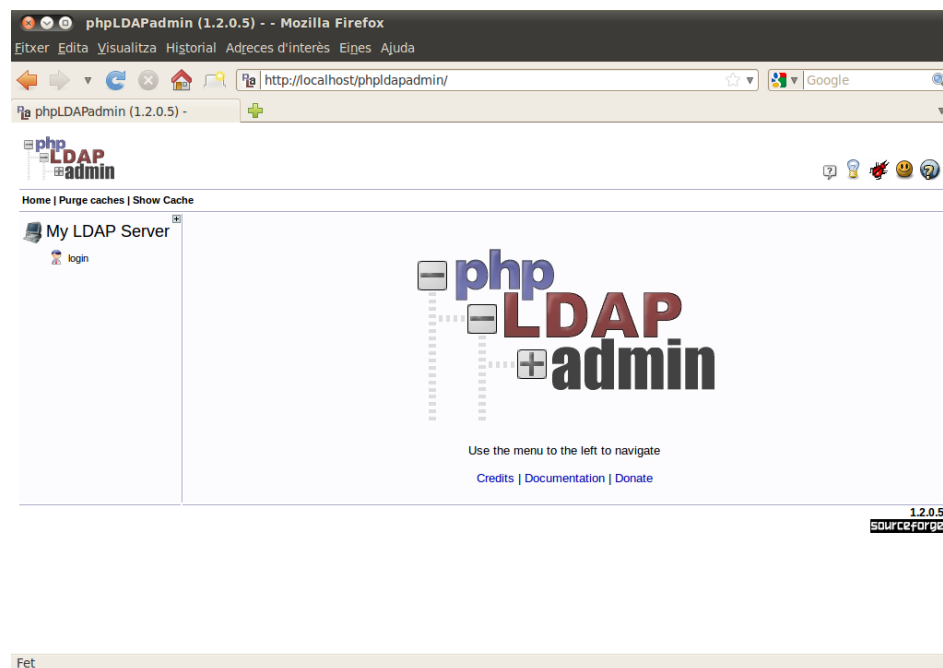 phpLDAPadmin (1.2.0.5) - - Mozilla Firefox
Fitxer Edita Visualitza Historial Adreces d'interès Eines Ajuda
http://localhost/phpldapadmin/
Google
phpLDAPadmin (1.2.0.5) -
php
LDAP
admin
Home | Purge caches | Show Cache
My LDAP Server
login
php
LDAP
admin
Use the menu to the left to navigate
Credits | Documentation | Donate
1.2.0.5
sourceforge
Fet